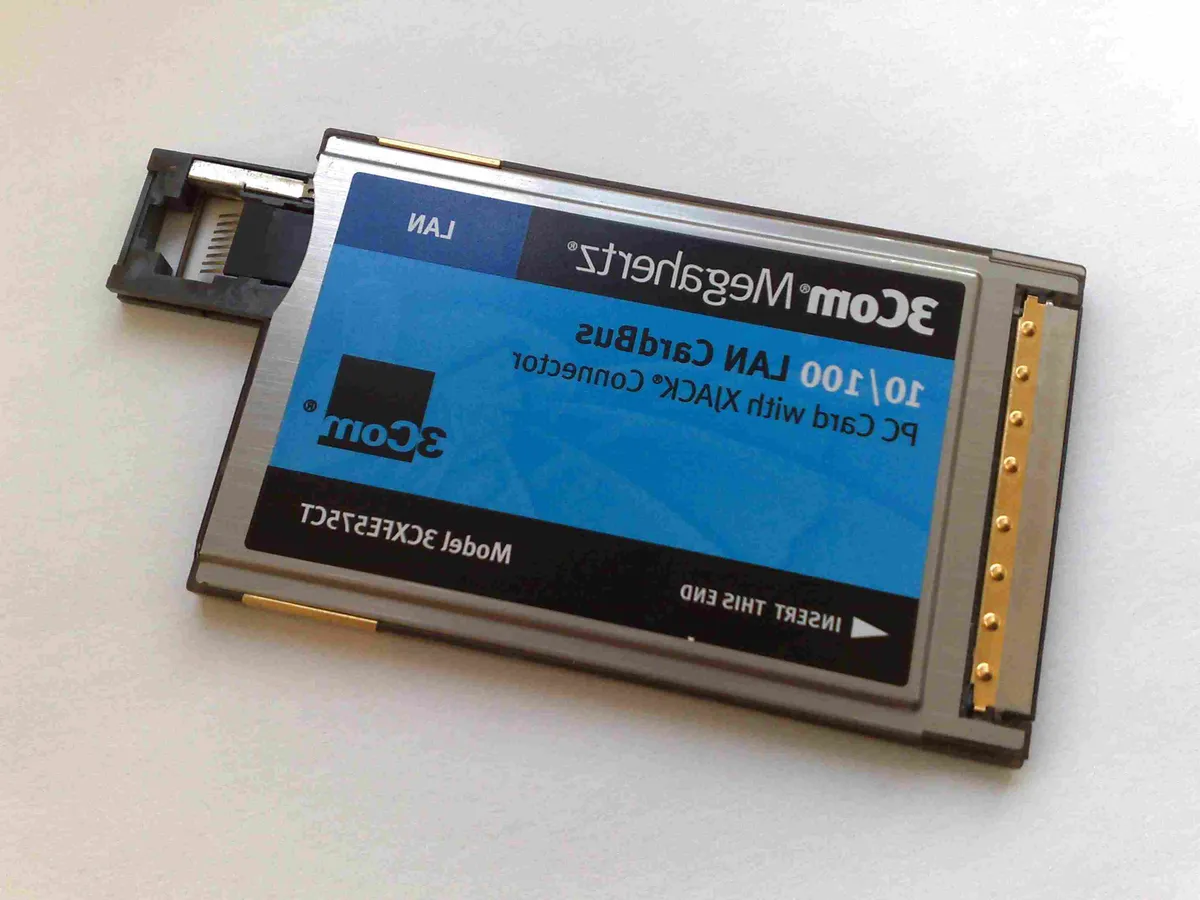 3Com® Megahertz®
LAN
10/100 LAN CardBus
PC Card with XJACK® Connector
3Com®
INSERT THIS END
Model 3CXFE575CT